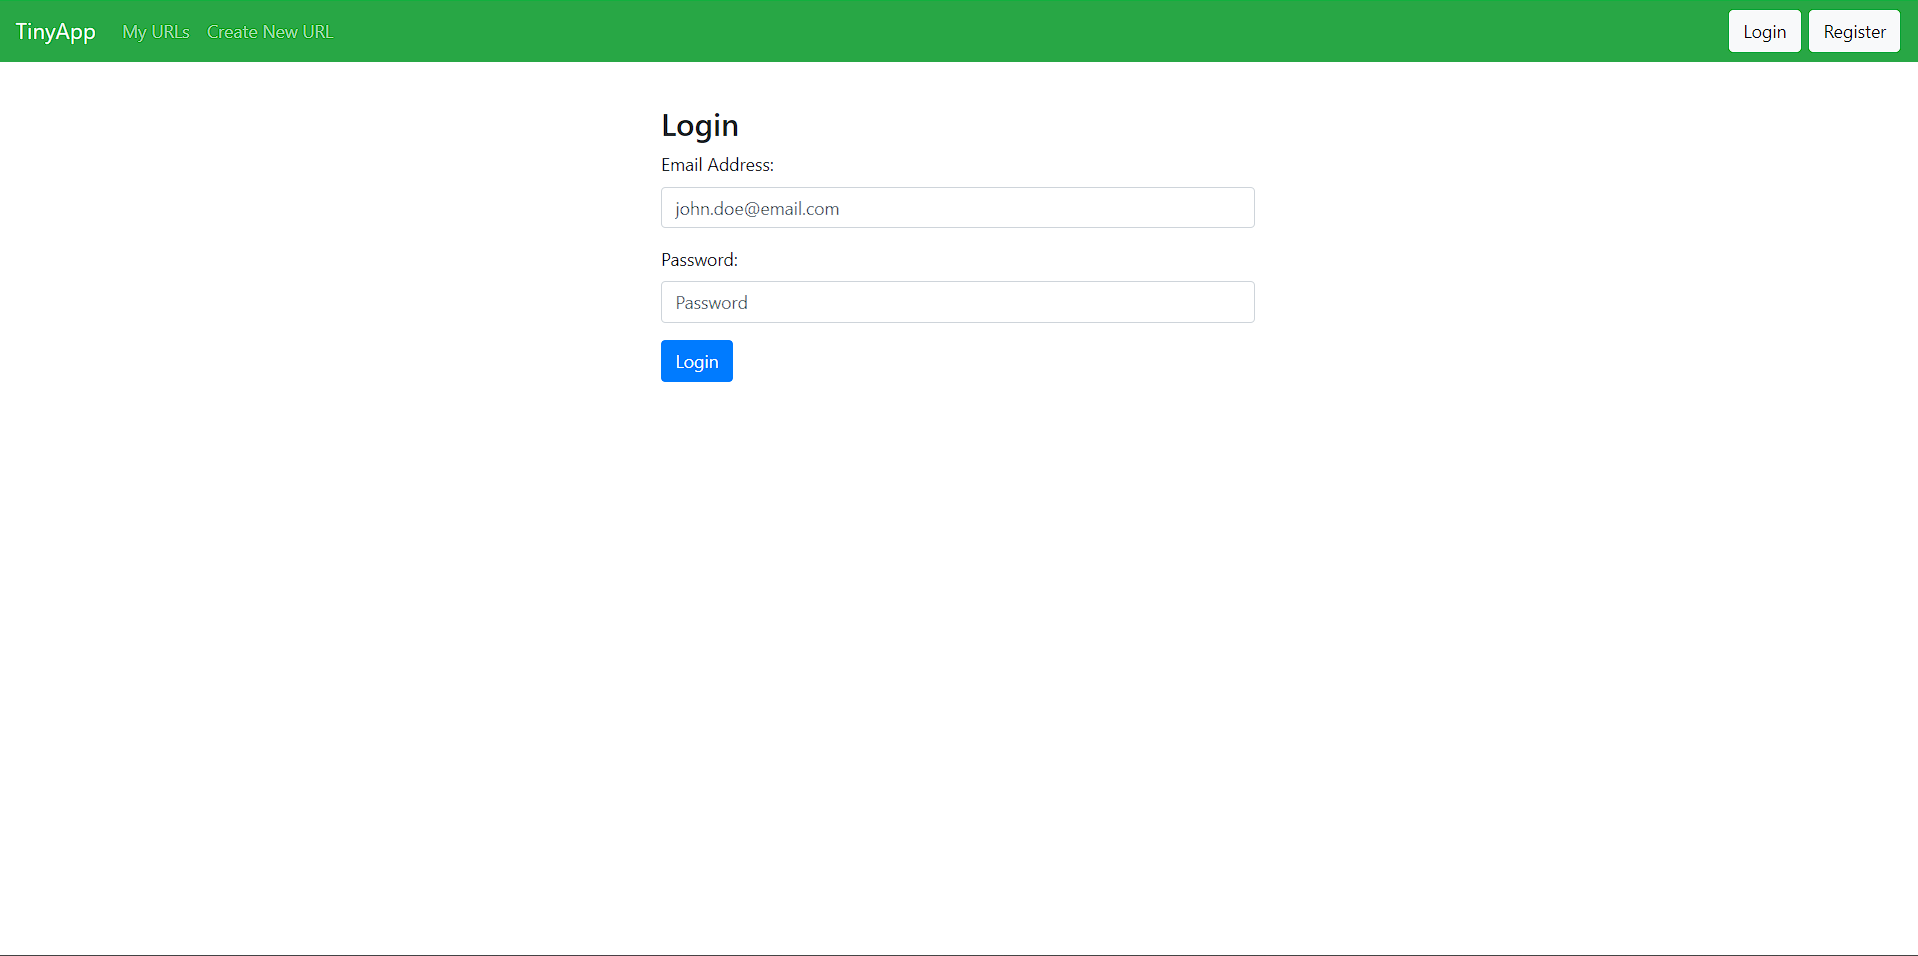 TinyApp My URLs Create New URL Login Register
Login
Email Address:
john.doe@email.com
Password:
Password
Login